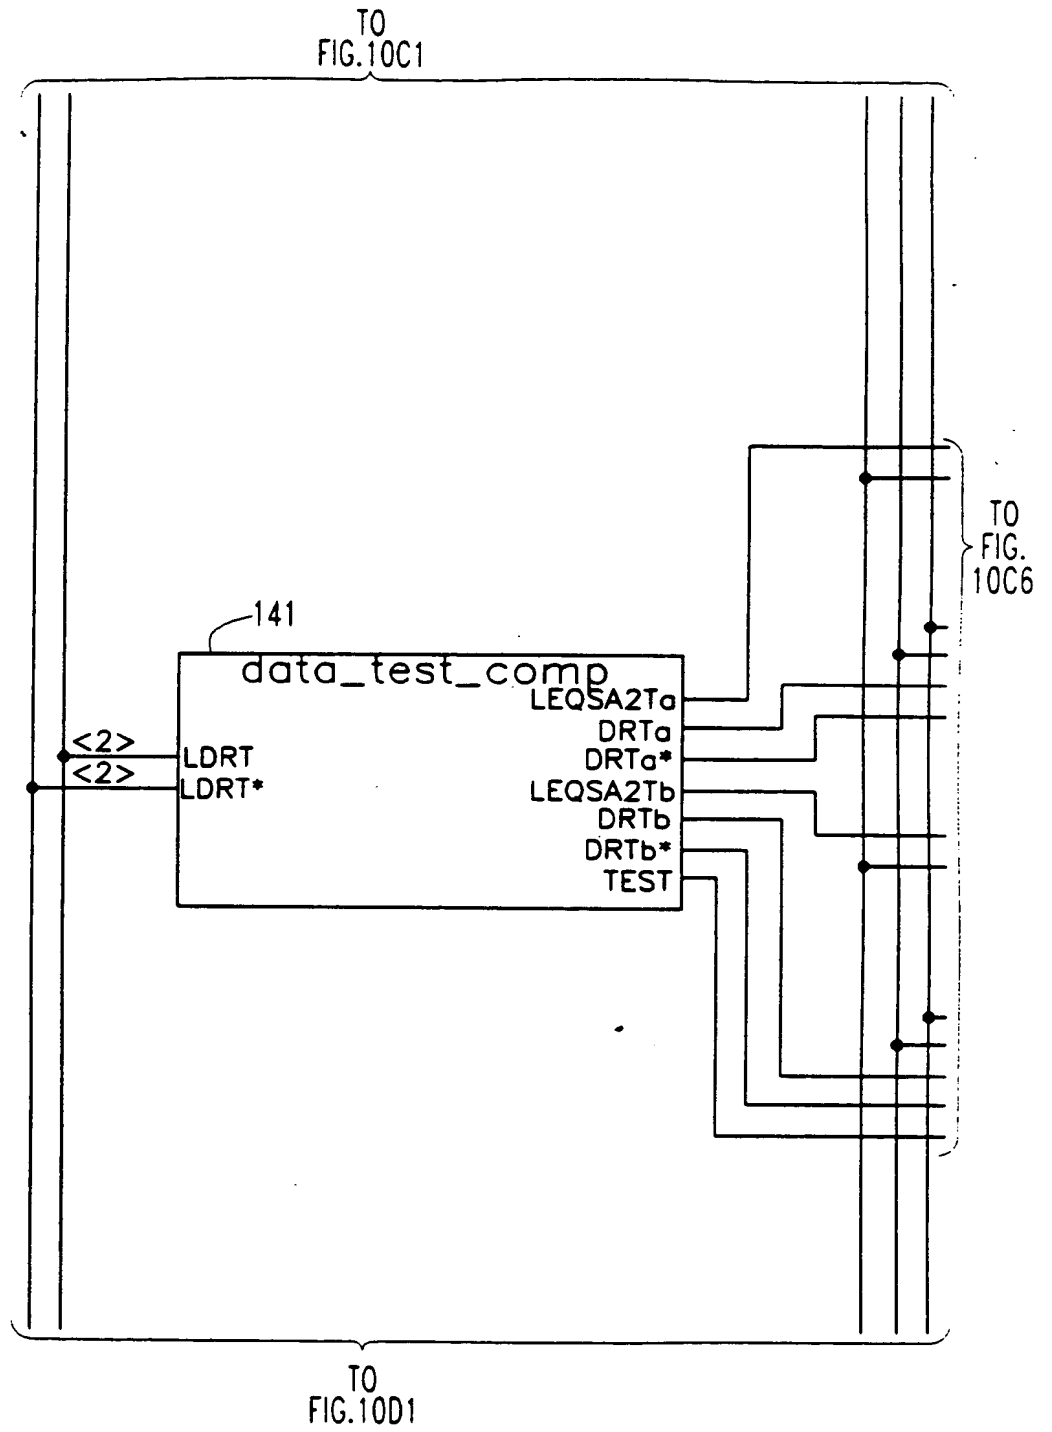 TO
FIG.10C1
TO
FIG.
10C6
141
data_test_comp
LEQSA2Ta
DRTa
<2>
LDRT
DRTa*
<2>
LDRT*
LEQSA2Tb
DRTb
DRTb*
TEST
TO
FIG.10D1